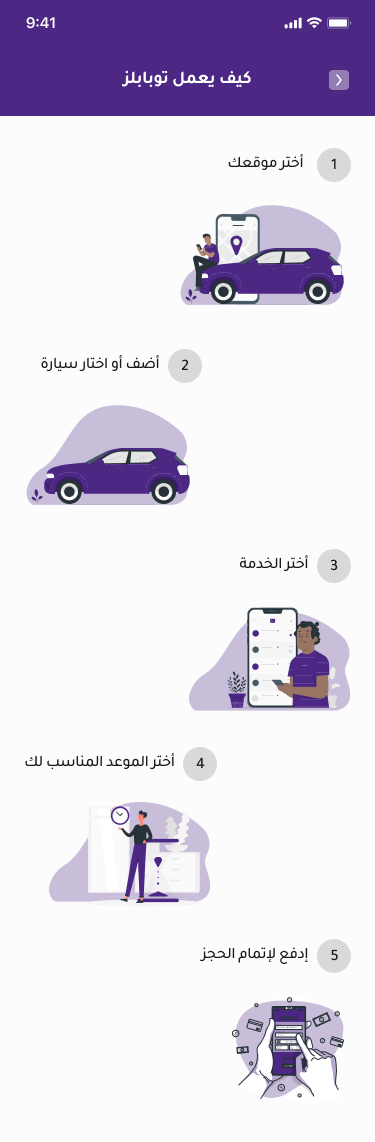 9:41
كيف يعمل توبابلز
1 أختر موقعك
2 أضف أو اختار سيارة
3 أختر الخدمة
4 أختر الموعد المناسب لك
5 إدفع لإتمام الحجز